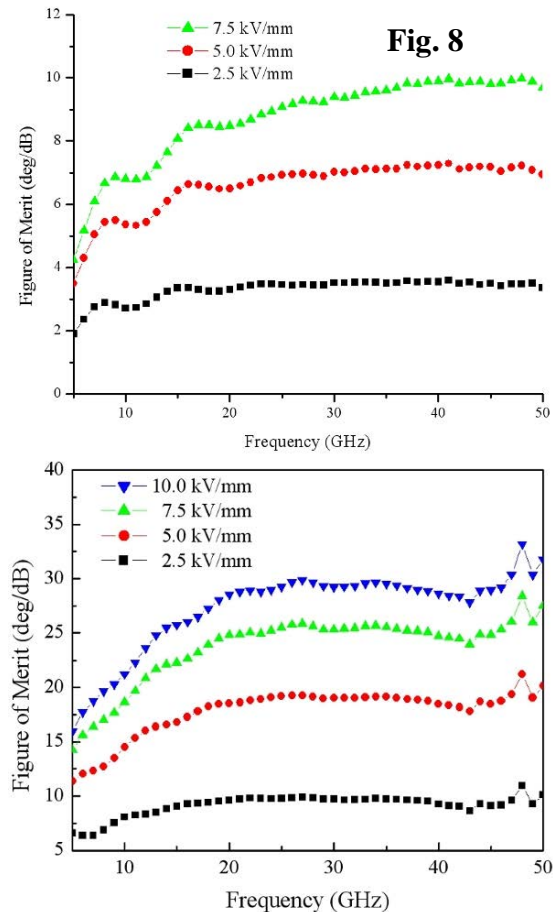 Fig. 8
7.5 kV/mm
5.0 kV/mm
2.5 kV/mm
Figure of Merit (deg/dB)
12
10
8
6
4
2
0
10 20 30 40 50
Frequency (GHz)
10.0 kV/mm
7.5 kV/mm
5.0 kV/mm
2.5 kV/mm
Figure of Merit (deg/dB)
40
35
30
25
20
15
10
5
10 20 30 40 50
Frequency (GHz)